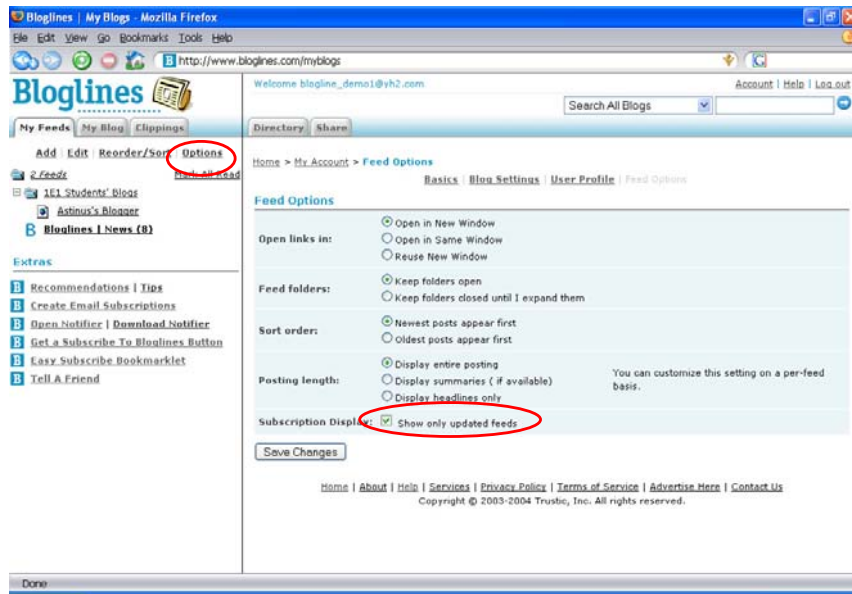 Bloglines | My Blogs - Mozilla Firefox
File Edit View Go Bookmarks Tools Help
http://www.bloglines.com/myblogs
Bloglines
Welcome blogline_demo1@yh2.com
Account | Help | Log out
Search All Blogs
My Feeds My Blog Clippings
Directory Share
Add | Edit | Reorder/Sort | Options
2 feeds Mark All Read
1E1 Students' Blogs
Astinus's Blogger
Bloglines | News (8)
Extras
Recommendations | Tips
Create Email Subscriptions
Open Notifier | Download Notifier
Get a Subscribe To Bloglines Button
Easy Subscribe Bookmarklet
Tell A Friend
Home > My Account > Feed Options
Basics | Blog Settings | User Profile | Feed Options
Feed Options
Open links in:
Open in New Window
Open in Same Window
Reuse New Window
Feed folders:
Keep folders open
Keep folders closed until I expand them
Sort order:
Newest posts appear first
Oldest posts appear first
Posting length:
Display entire posting
Display summaries ( if available)
Display headlines only
You can customize this setting on a per-feed
basis.
Subscription Display: Show only updated feeds
Save Changes
Home | About | Help | Services | Privacy Policy | Terms of Service | Advertise Here | Contact Us
Copyright © 2003-2004 Trustic, Inc. All rights reserved.
Done